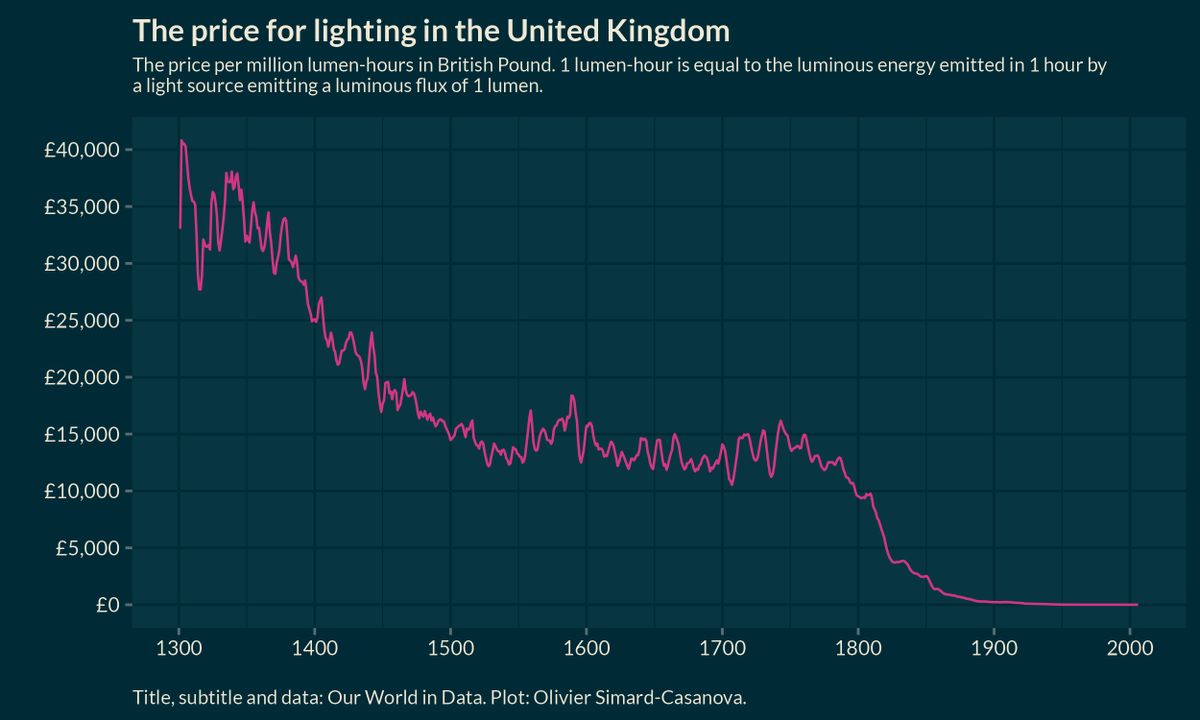 The price for lighting in the United Kingdom
The price per million lumen-hours in British Pound. 1 lumen-hour is equal to the luminous energy emitted in 1 hour by
a light source emitting a luminous flux of 1 lumen.
£40,000
£35,000
£30,000
£25,000
£20,000
£15,000
£10,000
£5,000
£0
1300 1400 1500 1600 1700 1800 1900 2000
Title, subtitle and data: Our World in Data. Plot: Olivier Simard-Casanova.